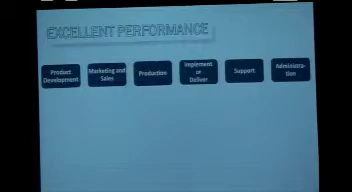 EXCELLENT PERFORMANCE
Product
Development
Marketing and
Sales
Production
Implement
or
Deliver
Support
Administra-
tion